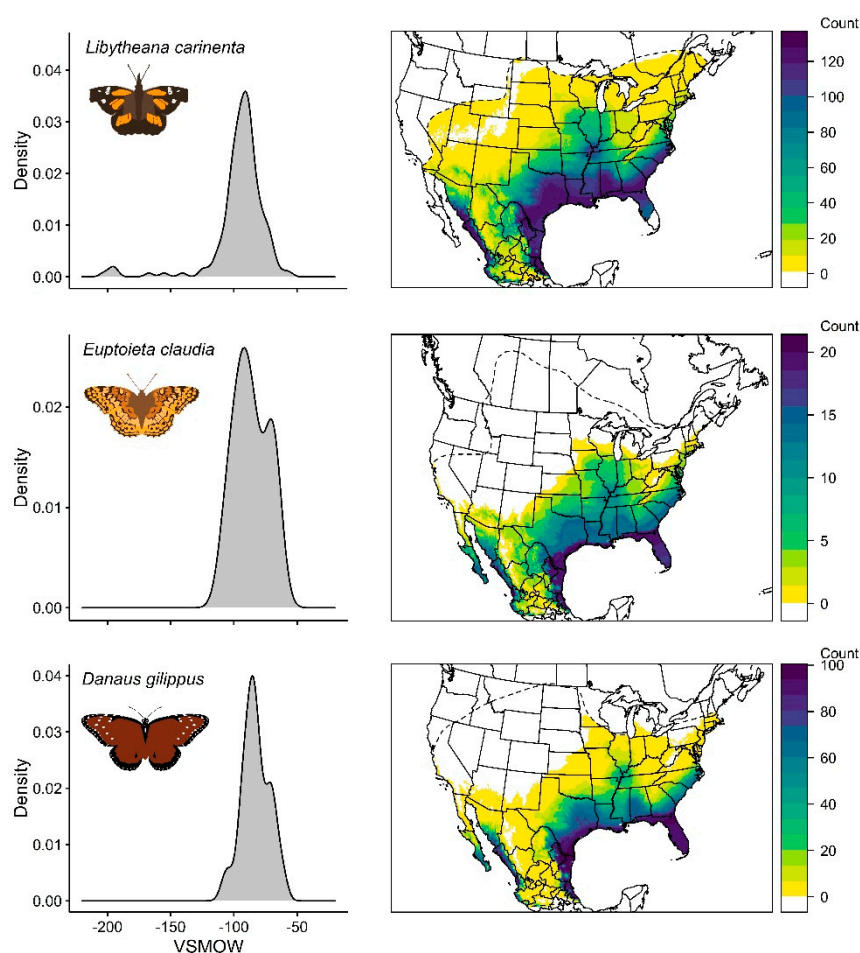 Libytheana carinenta
Density
0.04
0.03
0.02
0.01
0.00
Count
120
100
80
60
40
20
0
Euptoieta claudia
Density
0.02
0.01
0.00
Count
20
15
10
5
0
Danaus gilippus
Density
0.04
0.03
0.02
0.01
0.00
-200 -150 -100 -50
VSMOW
Count
100
80
60
40
20
0